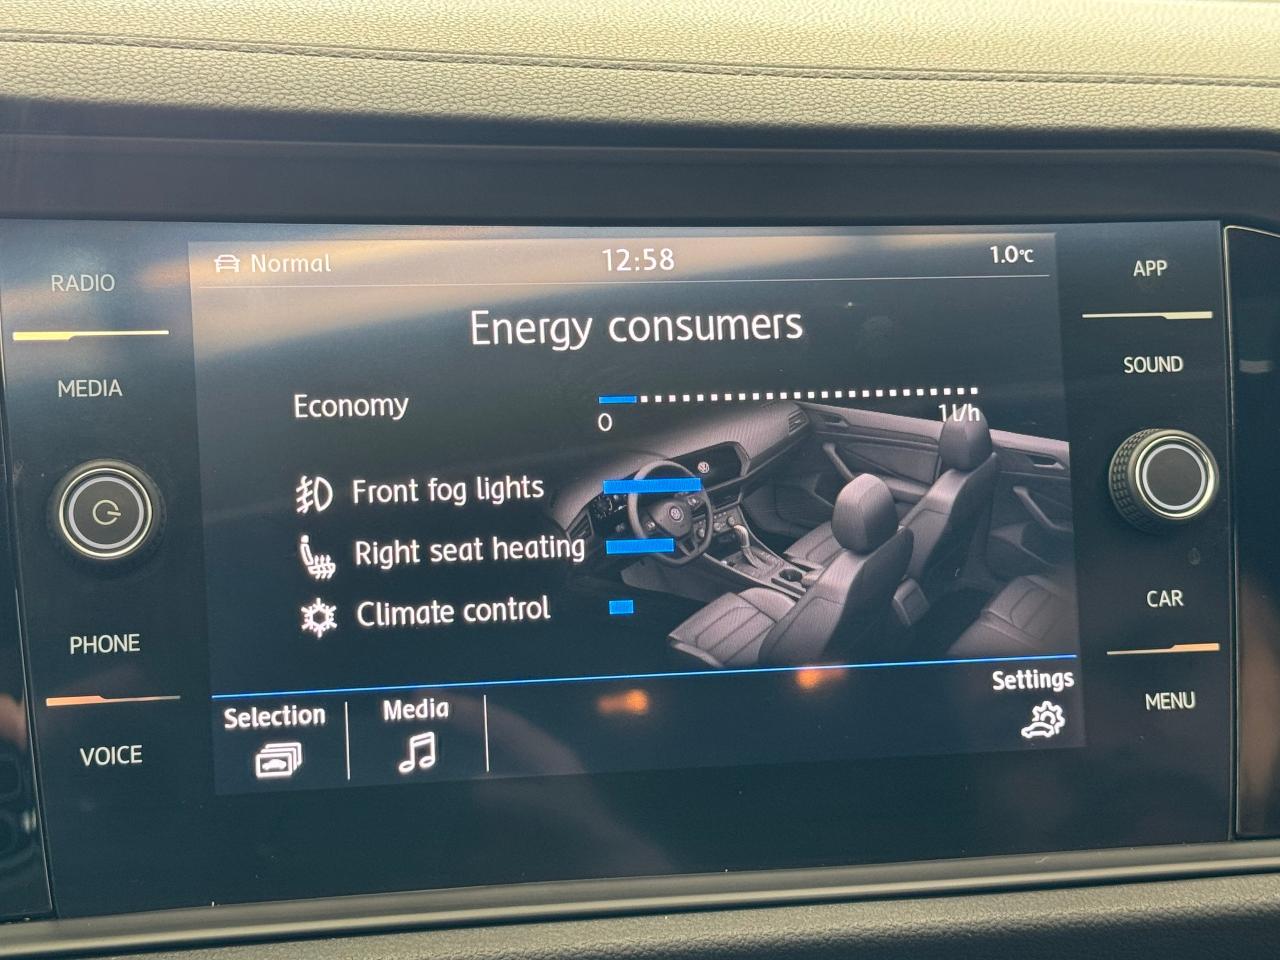 RADIO
MEDIA
PHONE
VOICE
Normal
12:58
1.0°C
Energy consumers
Economy
0
1 l/h
Front fog lights
Right seat heating
Climate control
Selection
Media
Settings
APP
SOUND
CAR
MENU